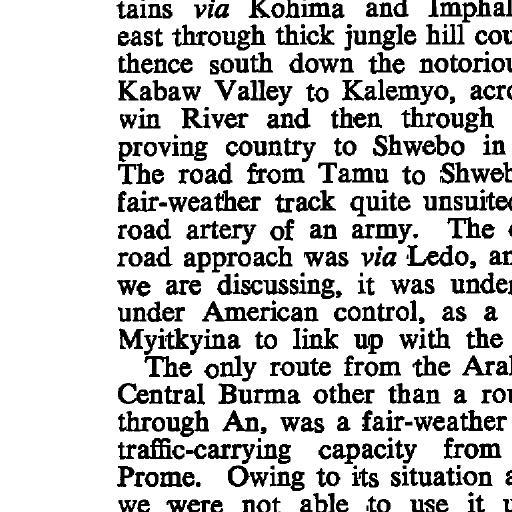 tains via Kohima and Imphal
east through thick jungle hill cou
thence south down the notoriou
Kabaw Valley to Kalemyo, acro
win River and then through
proving country to Shwebo in
The road from Tamu to Shweb
fair-weather track quite unsuited
road artery of an army. The
road approach was via Ledo, an
we are discussing, it was under
under American control, as a
Myitkyina to link up with the
The only route from the Arak
Central Burma other than a rou
through An, was a fair-weather
traffic-carrying capacity from
Prome. Owing to its situation a
we were not able to use it u